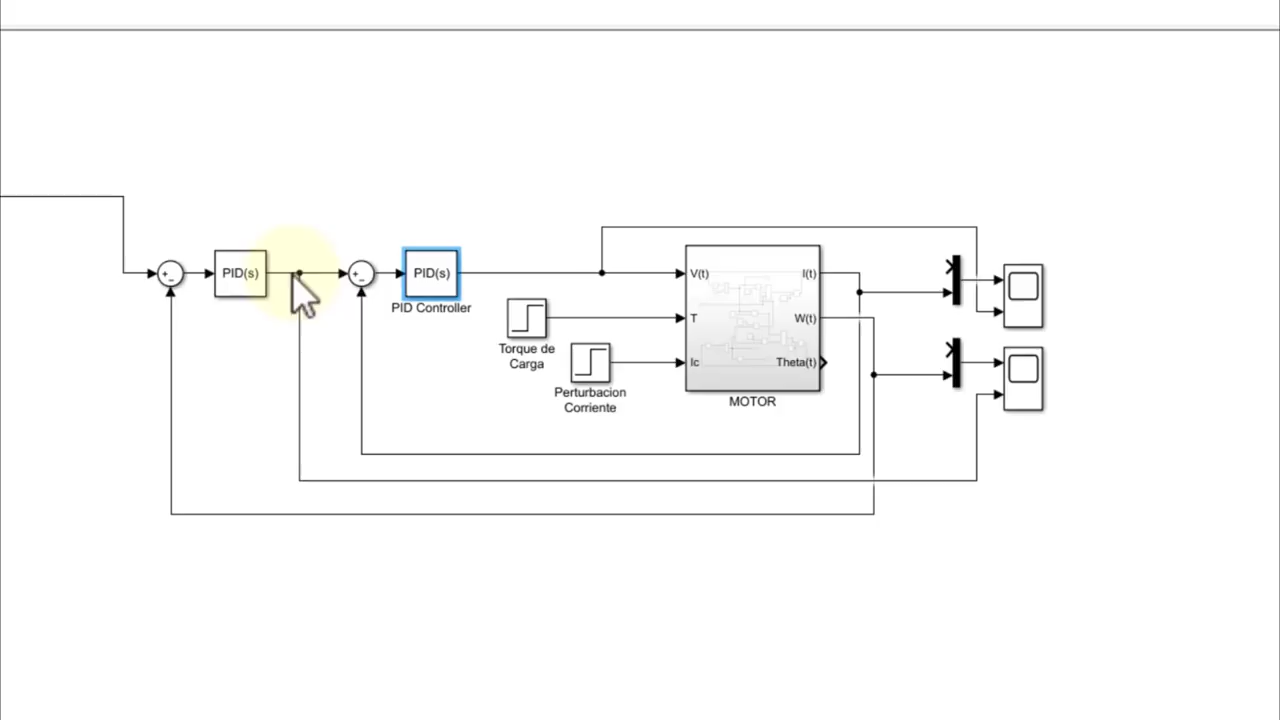 PID(s)
PID(s)
PID Controller
V(t)
I(t)
T
W(t)
Ic
Theta(t)
MOTOR
Torque de
Carga
Perturbacion
Corriente